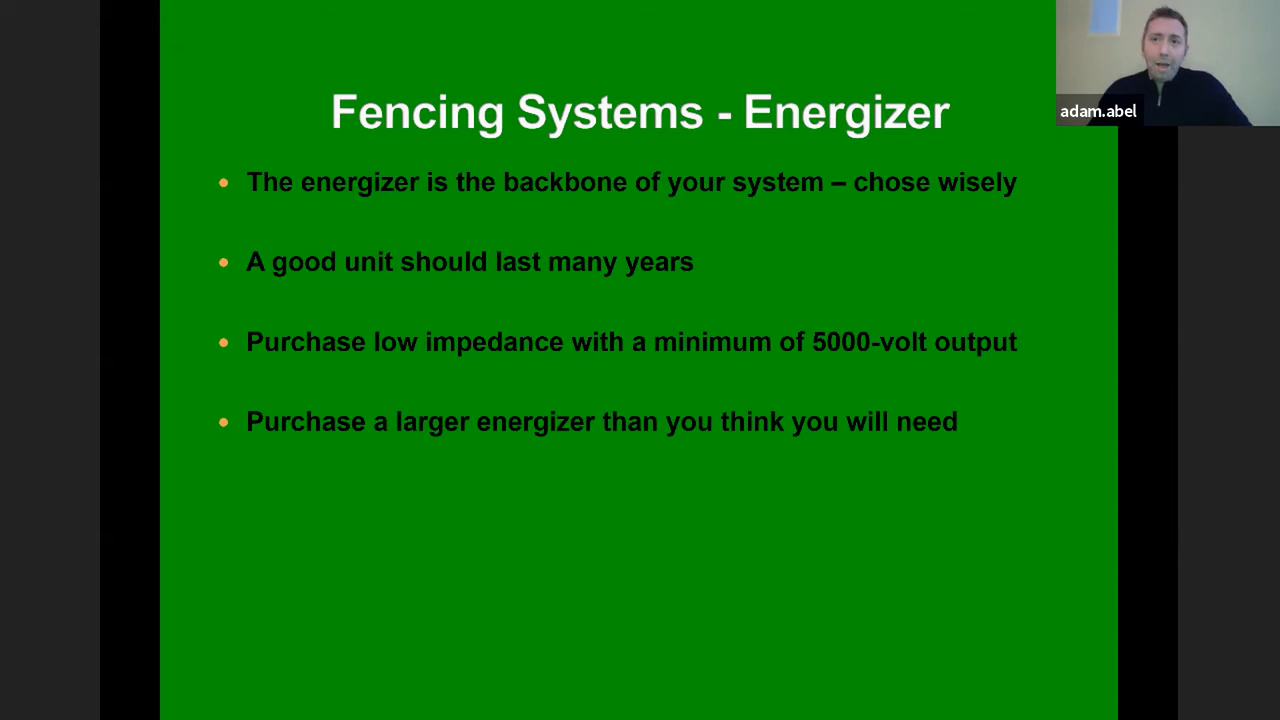 Fencing Systems - Energizer
adam.abel
• The energizer is the backbone of your system – chose wisely
• A good unit should last many years
• Purchase low impedance with a minimum of 5000-volt output
• Purchase a larger energizer than you think you will need